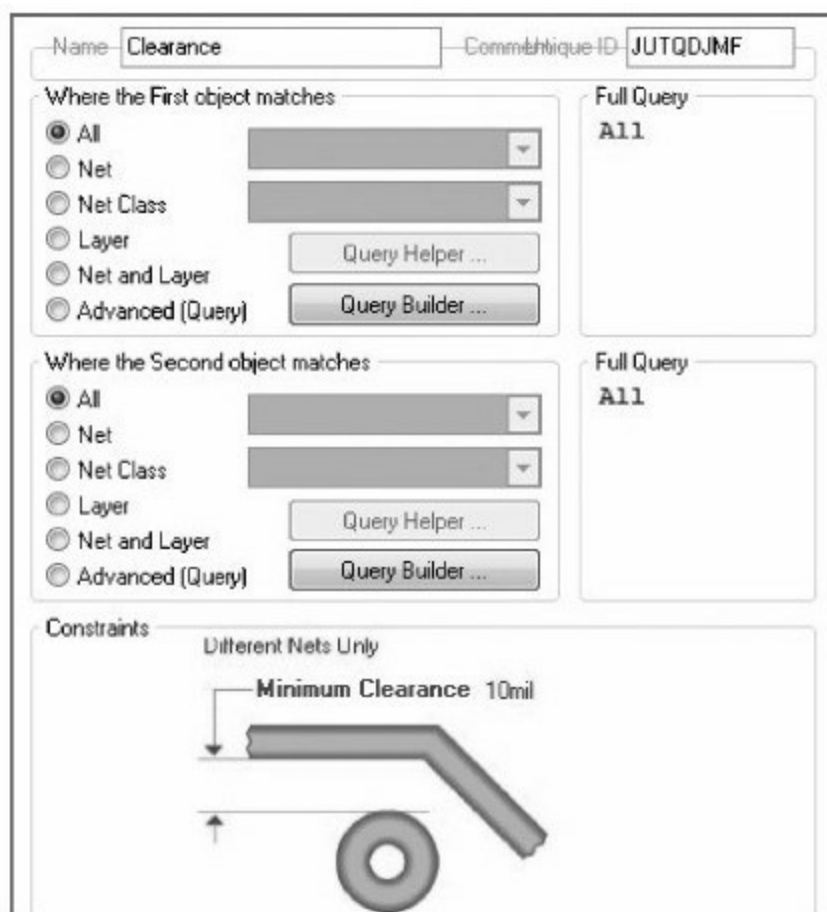 Name Clearance Comment Unique ID JUTQDJMF
Where the First object matches
Full Query
All
All
Net
Net Class
Layer
Query Helper ...
Net and Layer
Advanced (Query)
Query Builder ...
Where the Second object matches
Full Query
All
All
Net
Net Class
Layer
Query Helper ...
Net and Layer
Advanced (Query)
Query Builder ...
Constraints
Different Nets Only
Minimum Clearance 10mil